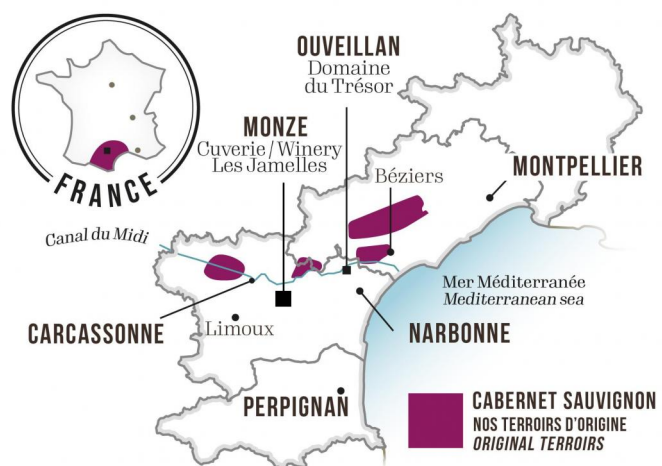 OUVEILLAN
Domaine
du Trésor
MONZE
Cuverie / Winery
Les Jamelles
Béziers
MONTPELLIER
FRANCE
Canal du Midi
Mer Méditerranée
Mediterranean sea
CARCASSONNE
Limoux
NARBONNE
PERPIGNAN
CABERNET SAUVIGNON
NOS TERROIRS D'ORIGINE
ORIGINAL TERROIRS